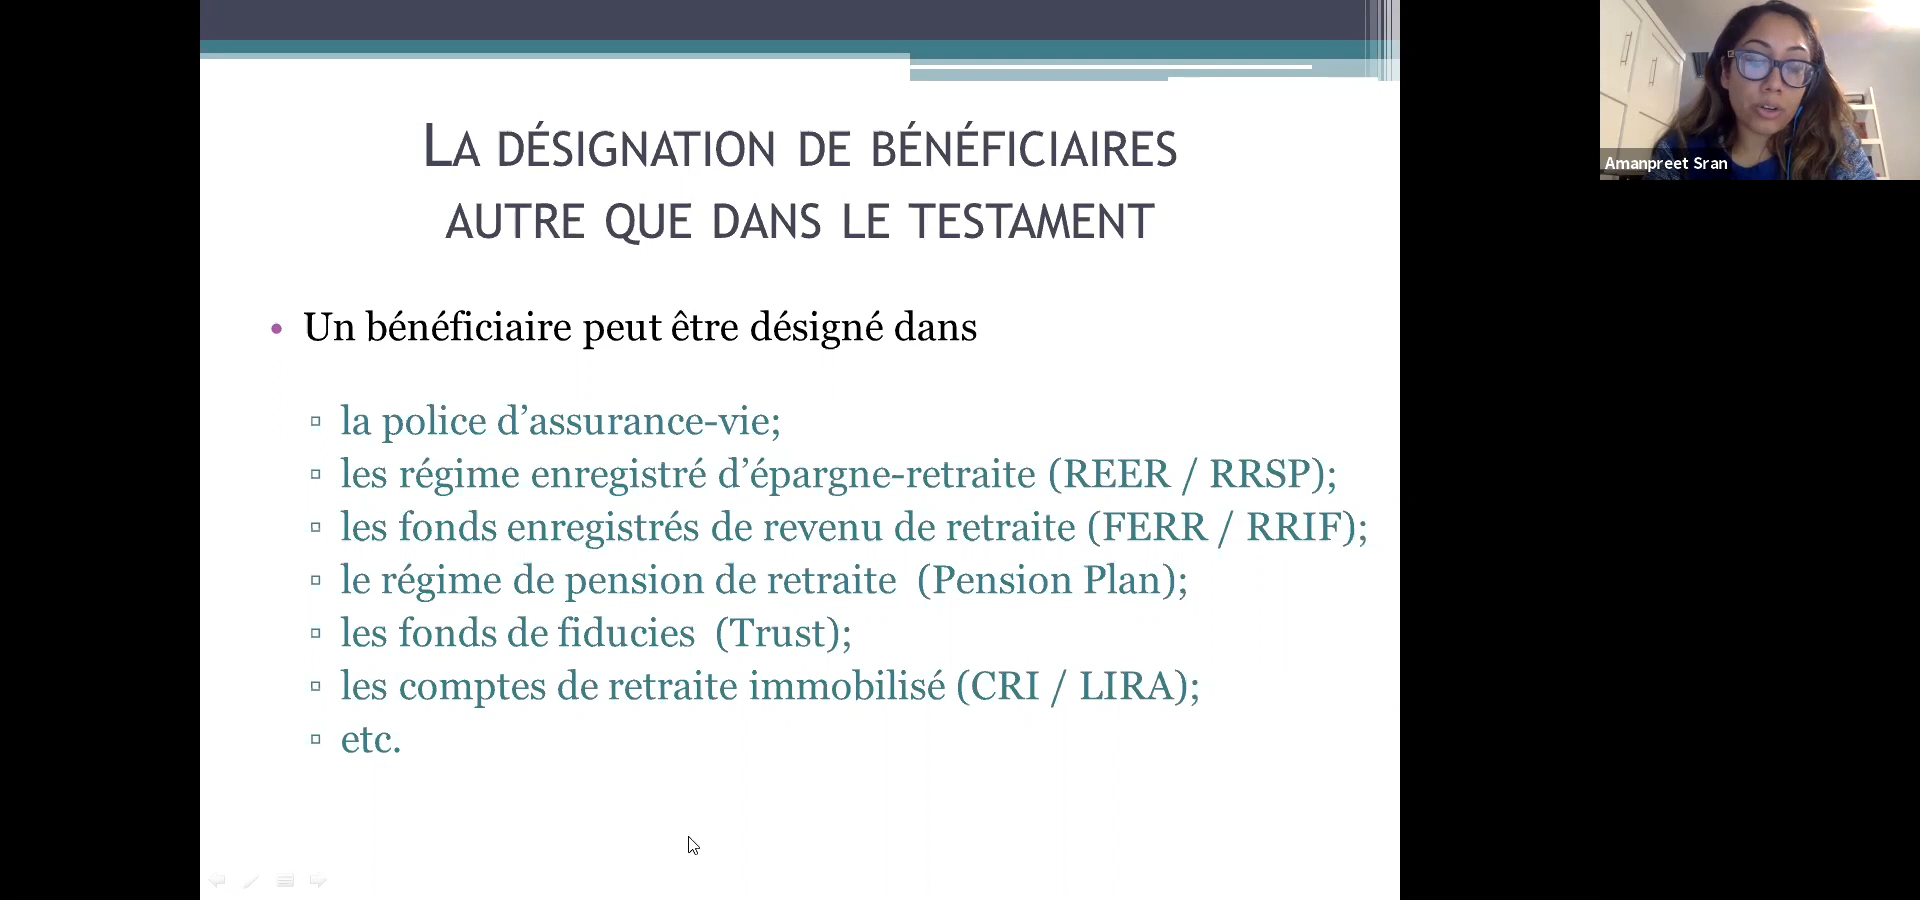 LA DÉSIGNATION DE BÉNÉFICIAIRES
AUTRE QUE DANS LE TESTAMENT
• Un bénéficiaire peut être désigné dans
▫ la police d’assurance-vie;
▫ les régime enregistré d’épargne-retraite (REER / RRSP);
▫ les fonds enregistrés de revenu de retraite (FERR / RRIF);
▫ le régime de pension de retraite (Pension Plan);
▫ les fonds de fiducies (Trust);
▫ les comptes de retraite immobilisé (CRI / LIRA);
▫ etc.
Amanpreet Sran